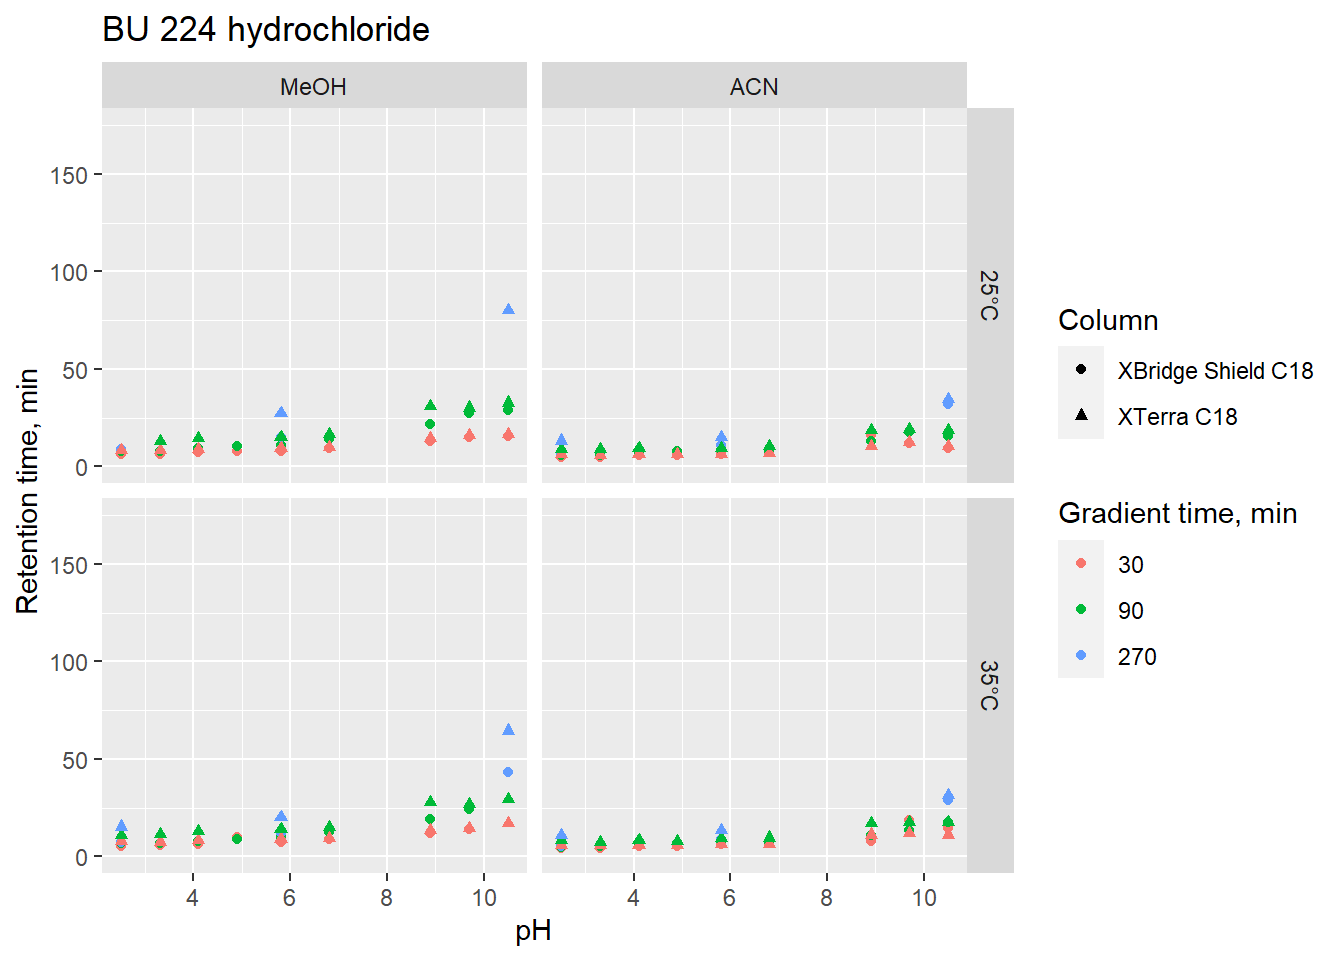 BU 224 hydrochloride
MeOH
ACN
150
100
50
0
25°C
150
100
50
0
35°C
4
6
8
10
4
6
8
10
pH
Retention time, min
Column
XBridge Shield C18
XTerra C18
Gradient time, min
30
90
270